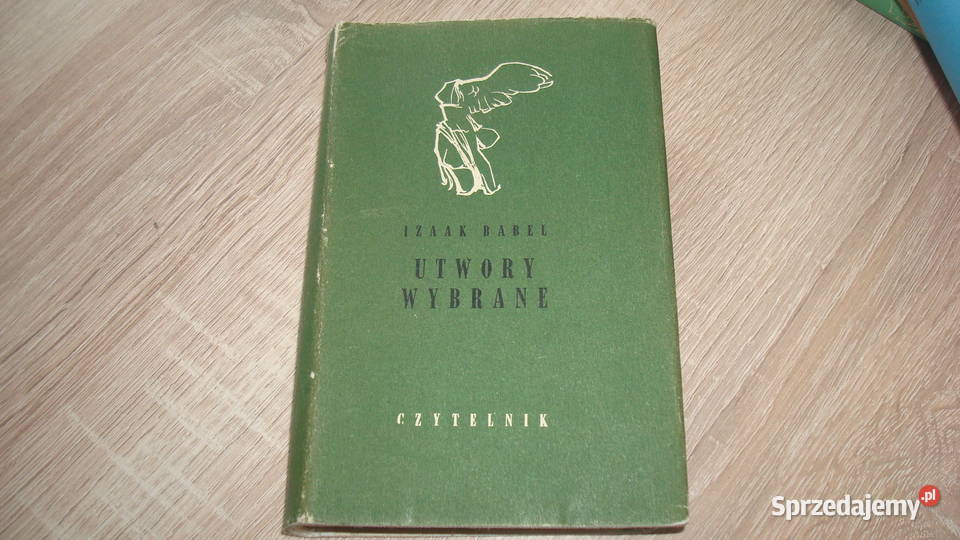 IZAAK BABEL
UTWORY
WYBRANE
CZYTELNIK
Sprzedajemy.pl